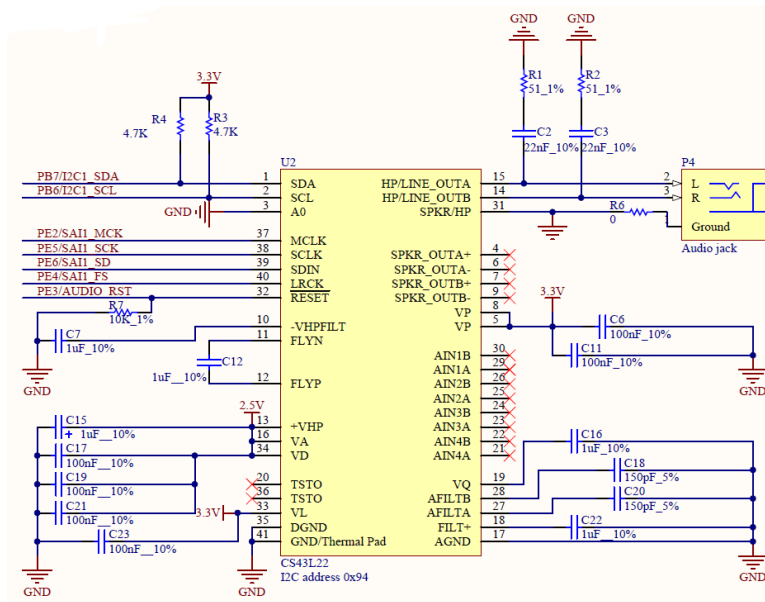 GND GND
R1
51_1%
R2
51_1%
3.3V
R4
4.7K
R3
4.7K
C2
22nF_10%
C3
22nF_10%
U2
P4
PB7/I2C1_SDA 1 SDA HP/LINE_OUTA 15 2 L
PB6/I2C1_SCL 2 SCL HP/LINE_OUTB 14 3 R
GND 3 A0 SPKR/HP 31 R6
0
1
Ground
Audio jack
PE2/SAI1_MCK 37 MCLK
PE5/SAI1_SCK 38 SCLK SPKR_OUTA+ 4
PE6/SAI1_SD 39 SDIN SPKR_OUTA- 6
PE4/SAI1_FS 40 LRCK SPKR_OUTB+ 7
PE3/AUDIO_RST 32 RESET SPKR_OUTB- 9
R7
10K_1%
3.3V
VP 8
VP 5
C6
100nF_10%
C11
100nF_10%
10 -VHPFILT
11 FLYN
12 FLYP
C7
1uF_10%
C12
1uF__10%
GND
GND
AIN1B 30
AIN1A 29
AIN2B 26
AIN2A 25
AIN3B 24
AIN3A 23
AIN4B 22
AIN4A 21
2.5V
C15
+ 1uF__10%
C17
100nF_10%
C19
100nF_10%
C21
100nF_10%
C23
100nF__10%
13 +VHP
16 VA
34 VD
20 TSTO
36 TSTO
3.3V 33 VL
35 DGND
41 GND/Thermal Pad
VQ 19
AFILTB 28
AFILTA 27
FILT+ 18
AGND 17
C16
1uF_10%
C18
150pF_5%
C20
150pF_5%
C22
1uF__10%
CS43L22
I2C address 0x94
GND GND GND